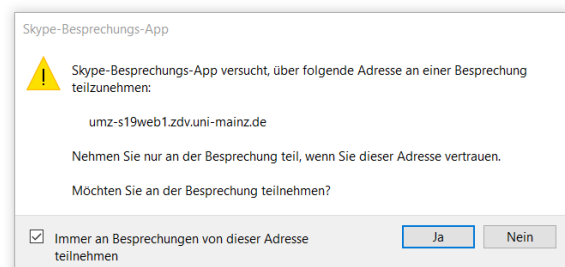 Skype-Besprechungs-App
Skype-Besprechungs-App versucht, über folgende Adresse an einer Besprechung
teilzunehmen:
umz-s19web1.zdv.uni-mainz.de
Nehmen Sie nur an der Besprechung teil, wenn Sie dieser Adresse vertrauen.
Möchten Sie an der Besprechung teilnehmen?
Immer an Besprechungen von dieser Adresse
teilnehmen
Ja
Nein